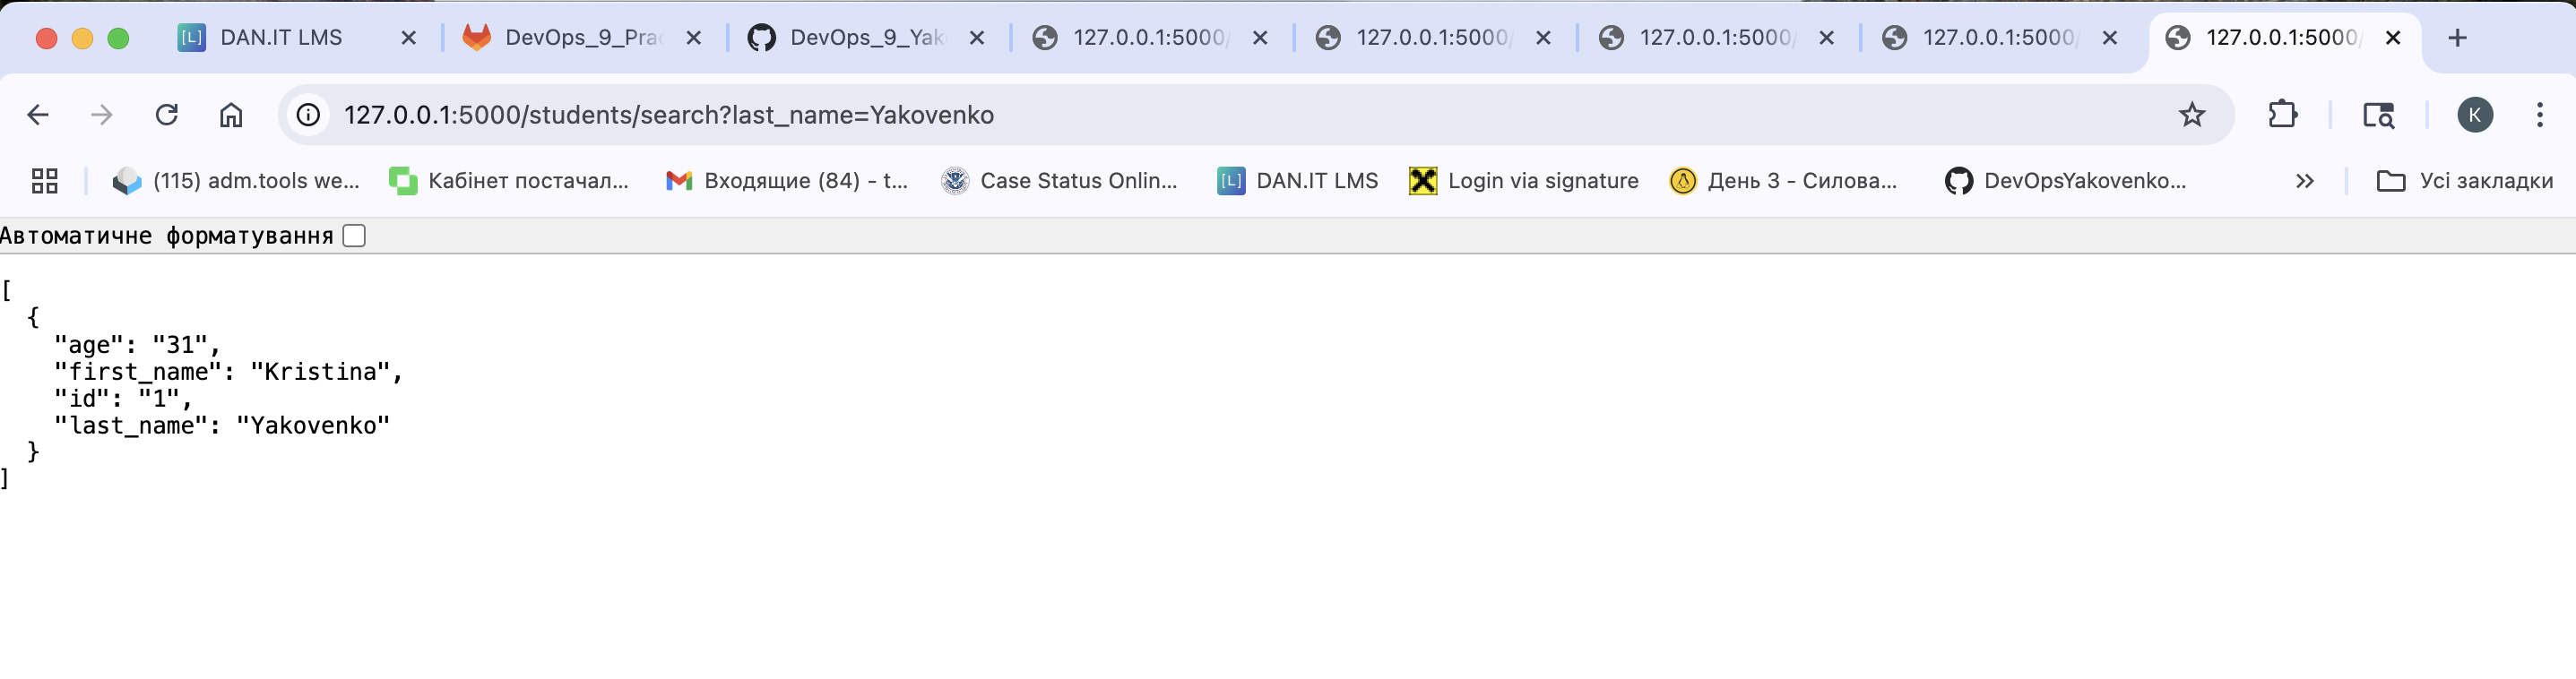 [L] DAN.IT LMS DevOps_9_Prac DevOps_9_Yak 127.0.0.1:5000/ 127.0.0.1:5000/ 127.0.0.1:5000/ 127.0.0.1:5000/ 127.0.0.1:5000/
127.0.0.1:5000/students/search?last_name=Yakovenko K
(115) adm.tools we... Кабінет постачал... Входящие (84) - t... Case Status Onlin... [L] DAN.IT LMS Login via signature День 3 - Силова... DevOpsYakovenko... Усі закладки
Автоматичне форматування
[
{
"age": "31",
"first_name": "Kristina",
"id": "1",
"last_name": "Yakovenko"
}
]